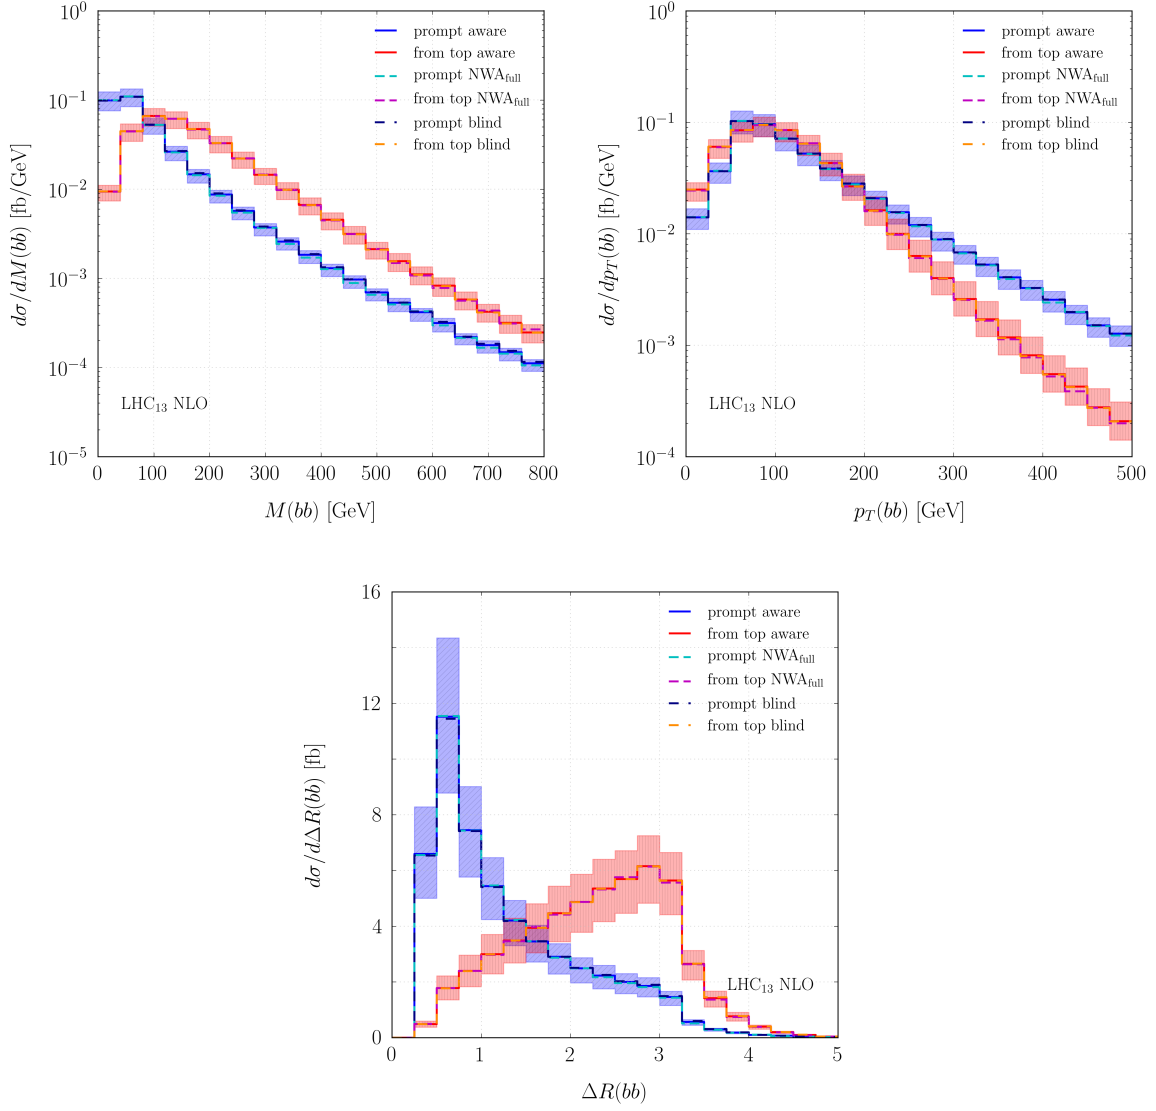 10⁰
10⁻¹
10⁻²
10⁻³
10⁻⁴
10⁻⁵
dσ/dM(bb) [fb/GeV]
prompt aware
from top aware
prompt NWA_full
from top NWA_full
prompt blind
from top blind
LHC₁₃ NLO
0 100 200 300 400 500 600 700 800
M(bb) [GeV]
10⁰
10⁻¹
10⁻²
10⁻³
10⁻⁴
dσ/dp_T(bb) [fb/GeV]
prompt aware
from top aware
prompt NWA_full
from top NWA_full
prompt blind
from top blind
LHC₁₃ NLO
0 100 200 300 400 500
p_T(bb) [GeV]
16
12
8
4
0
dσ/dΔR(bb) [fb]
prompt aware
from top aware
prompt NWA_full
from top NWA_full
prompt blind
from top blind
LHC₁₃ NLO
0 1 2 3 4 5
ΔR(bb)